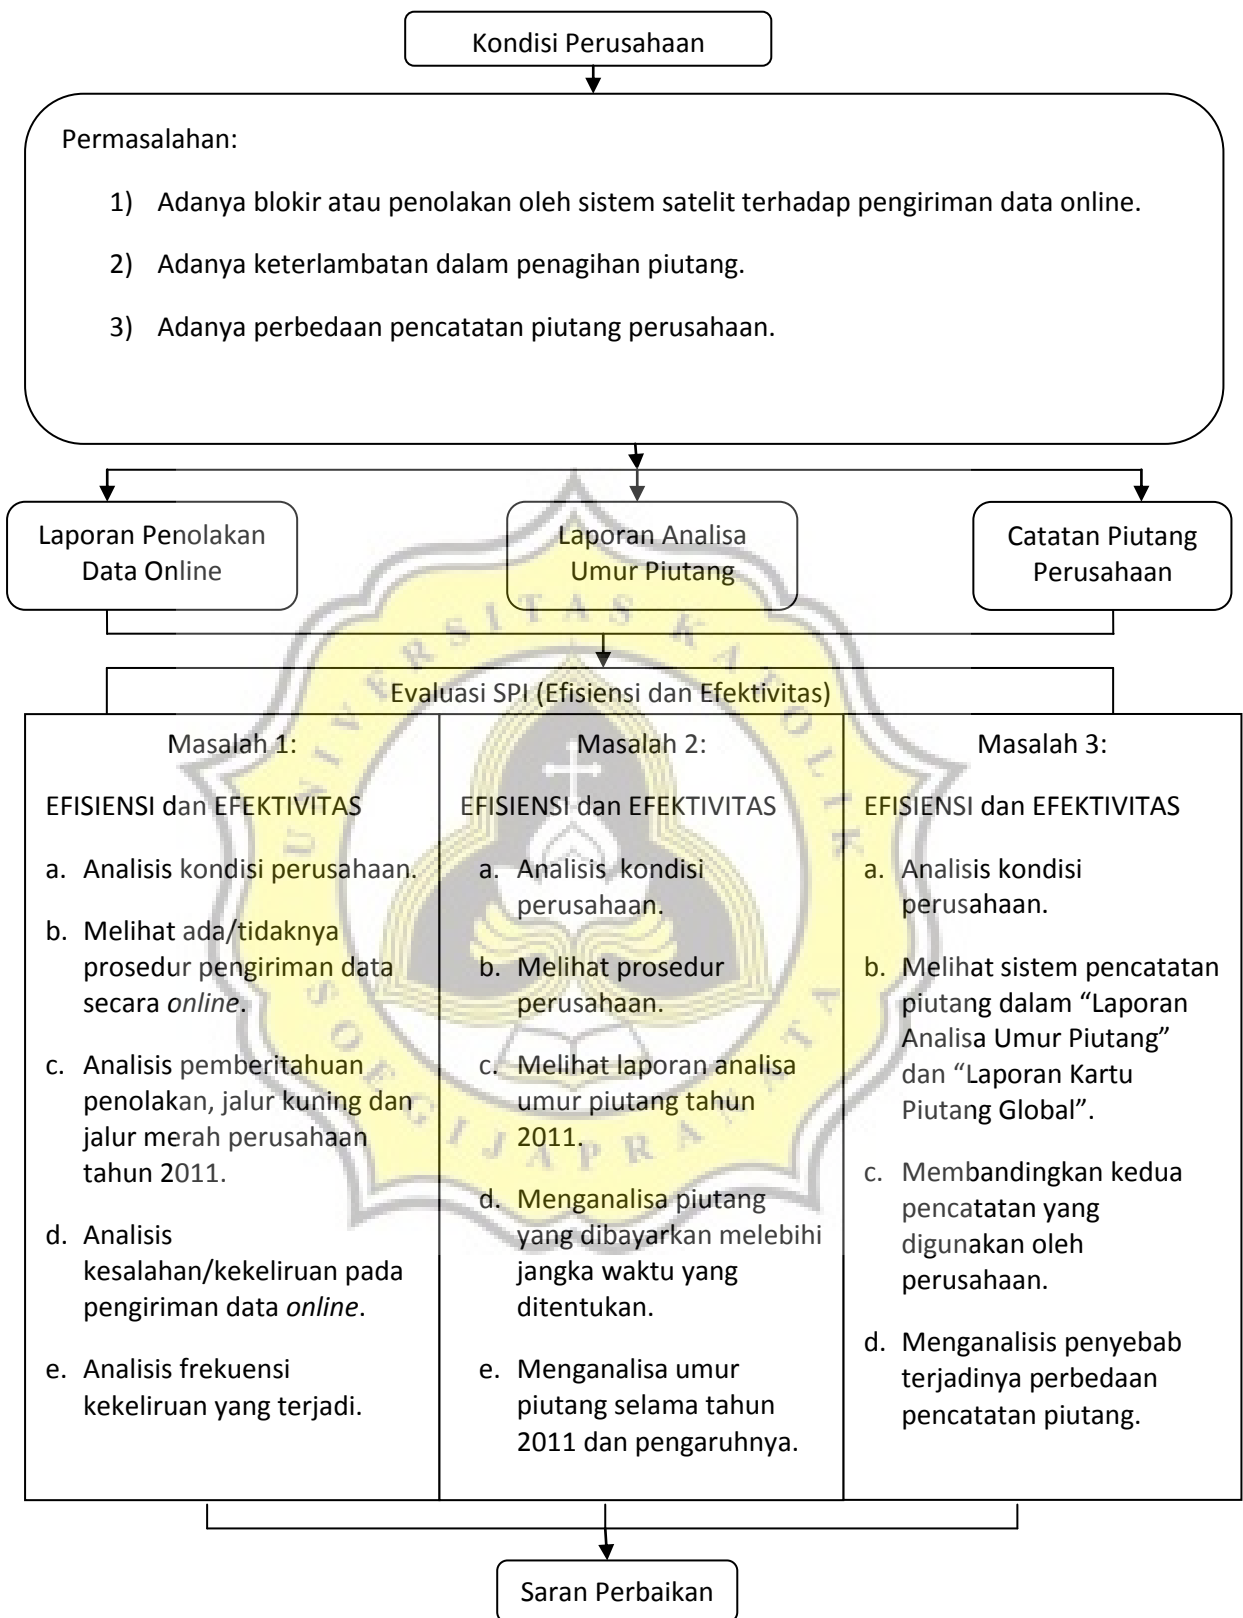 Kondisi Perusahaan
Permasalahan:
1) Adanya blokir atau penolakan oleh sistem satelit terhadap pengiriman data online.
2) Adanya keterlambatan dalam penagihan piutang.
3) Adanya perbedaan pencatatan piutang perusahaan.
Laporan Penolakan
Data Online
Laporan Analisa
Umur Piutang
Catatan Piutang
Perusahaan
Evaluasi SPI (Efisiensi dan Efektivitas)
Masalah 1:
EFISIENSI dan EFEKTIVITAS
a. Analisis kondisi perusahaan.
b. Melihat ada/tidaknya
prosedur pengiriman data
secara online.
c. Analisis pemberitahuan
penolakan, jalur kuning dan
jalur merah perusahaan
tahun 2011.
d. Analisis
kesalahan/kekeliruan pada
pengiriman data online.
e. Analisis frekuensi
kekeliruan yang terjadi.
Masalah 2:
EFISIENSI dan EFEKTIVITAS
a. Analisis kondisi
perusahaan.
b. Melihat prosedur
perusahaan.
c. Melihat laporan analisa
umur piutang tahun
2011.
d. Menganalisa piutang
yang dibayarkan melebihi
jangka waktu yang
ditentukan.
e. Menganalisa umur
piutang selama tahun
2011 dan pengaruhnya.
Masalah 3:
EFISIENSI dan EFEKTIVITAS
a. Analisis kondisi
perusahaan.
b. Melihat sistem pencatatan
piutang dalam “Laporan
Analisa Umur Piutang”
dan “Laporan Kartu
Piutang Global”.
c. Membandingkan kedua
pencatatan yang
digunakan oleh
perusahaan.
d. Menganalisis penyebab
terjadinya perbedaan
pencatatan piutang.
Saran Perbaikan
UNIVERSITAS KATOLIK
SOEGIJAPRANATA